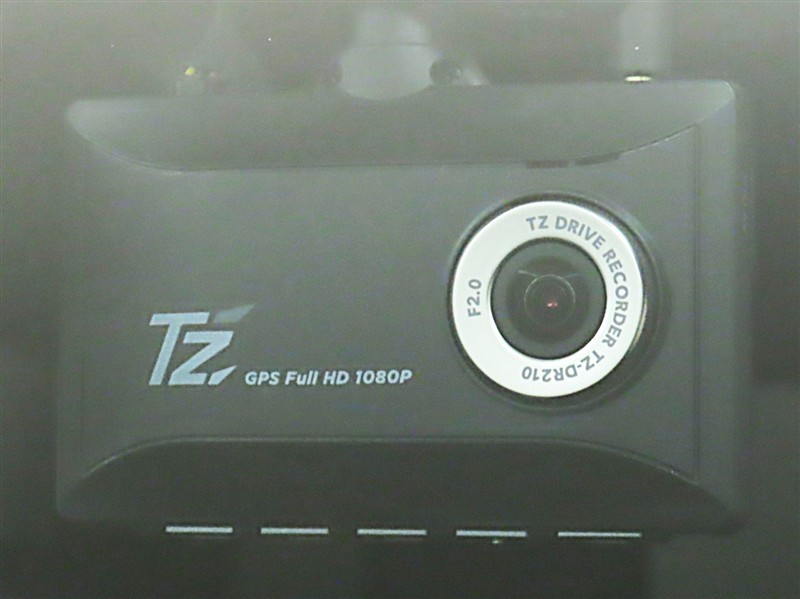 TZ DRIVE RECORDER TZ-DR210
F2.0
TZ
GPS Full HD 1080P